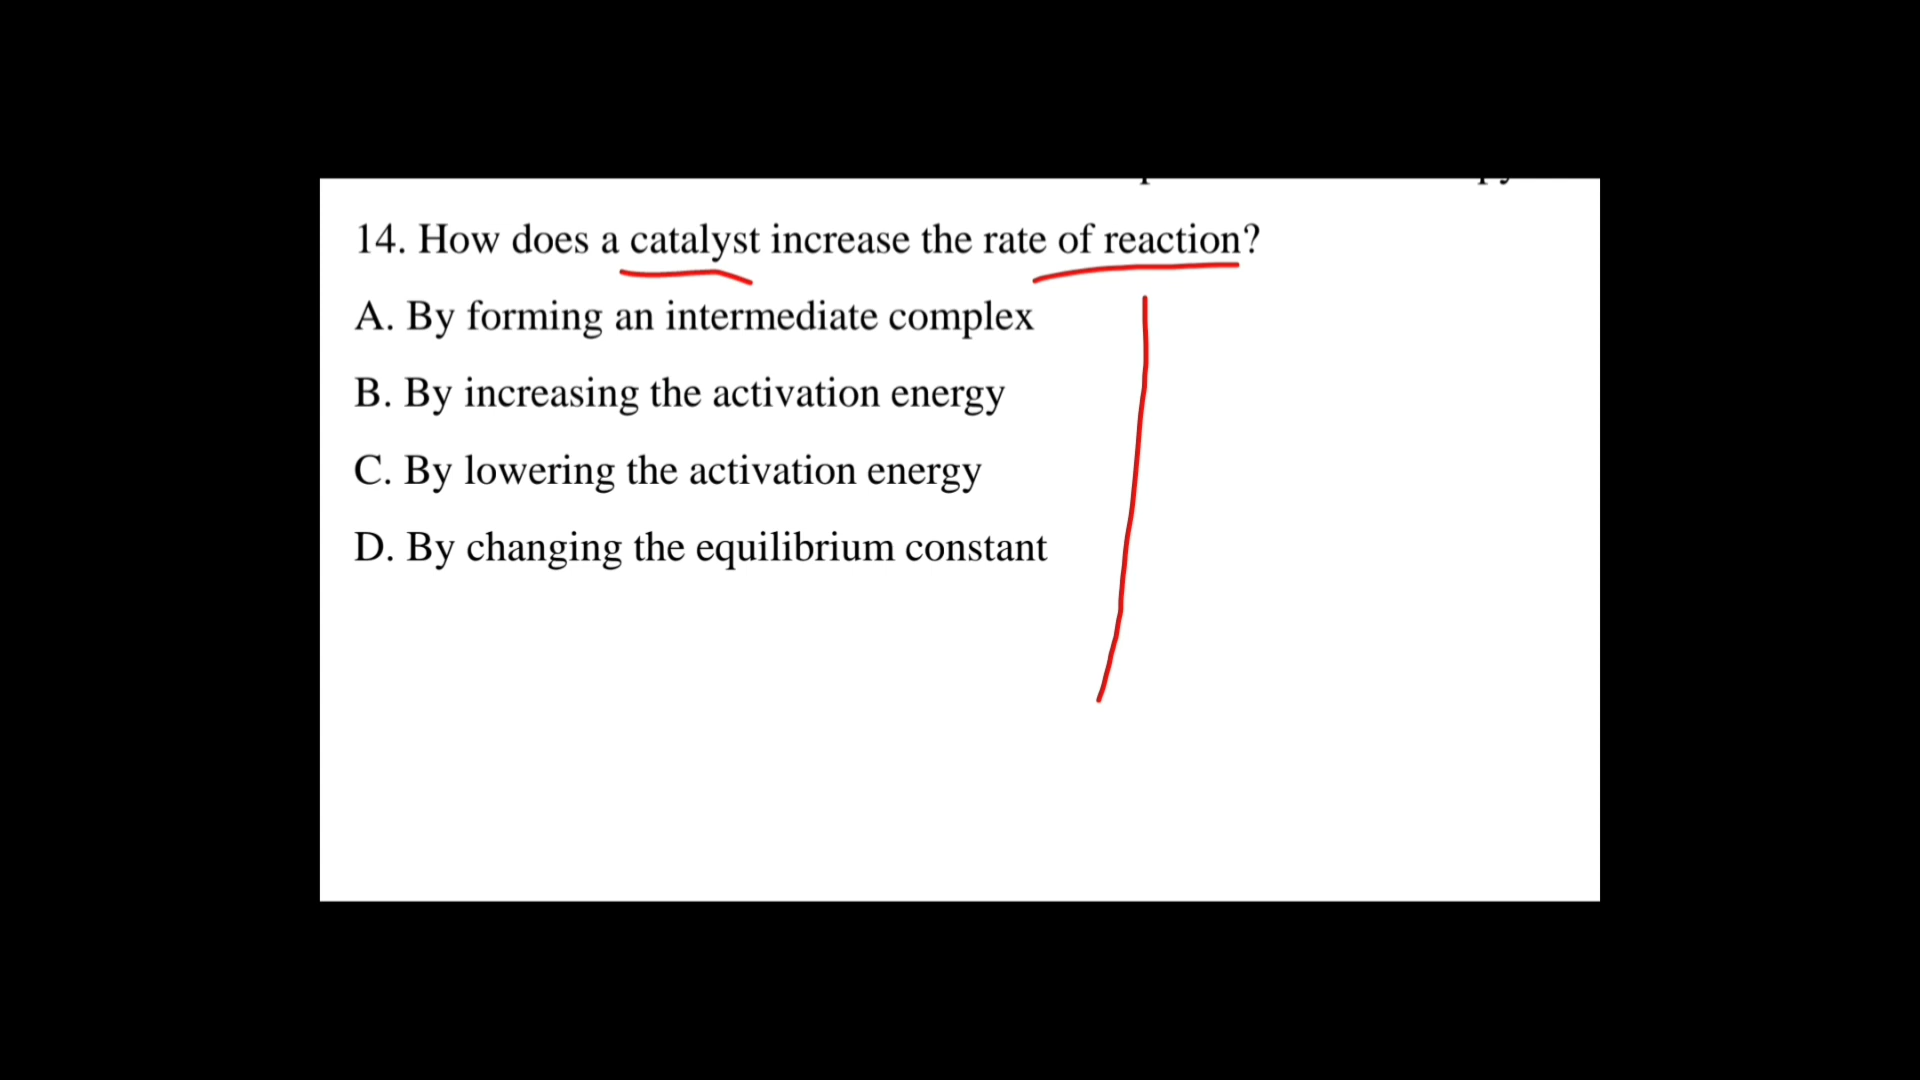 14. How does a catalyst increase the rate of reaction?
A. By forming an intermediate complex
B. By increasing the activation energy
C. By lowering the activation energy
D. By changing the equilibrium constant